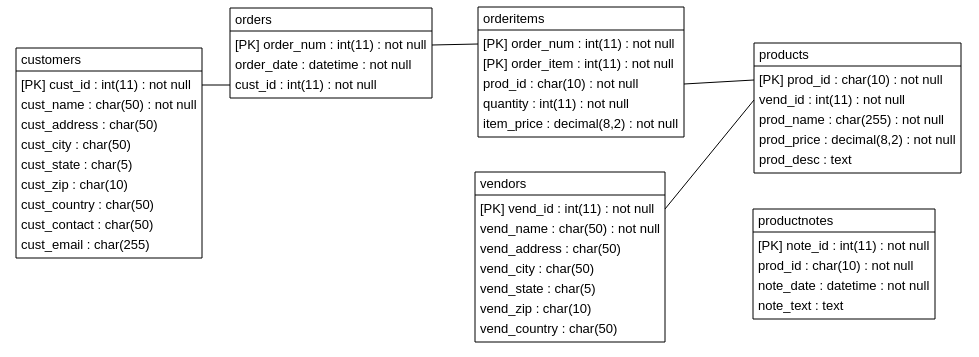 customers
[PK] cust_id : int(11) : not null
cust_name : char(50) : not null
cust_address : char(50)
cust_city : char(50)
cust_state : char(5)
cust_zip : char(10)
cust_country : char(50)
cust_contact : char(50)
cust_email : char(255)
orders
[PK] order_num : int(11) : not null
order_date : datetime : not null
cust_id : int(11) : not null
orderitems
[PK] order_num : int(11) : not null
[PK] order_item : int(11) : not null
prod_id : char(10) : not null
quantity : int(11) : not null
item_price : decimal(8,2) : not null
products
[PK] prod_id : char(10) : not null
vend_id : int(11) : not null
prod_name : char(255) : not null
prod_price : decimal(8,2) : not null
prod_desc : text
vendors
[PK] vend_id : int(11) : not null
vend_name : char(50) : not null
vend_address : char(50)
vend_city : char(50)
vend_state : char(5)
vend_zip : char(10)
vend_country : char(50)
productnotes
[PK] note_id : int(11) : not null
prod_id : char(10) : not null
note_date : datetime : not null
note_text : text